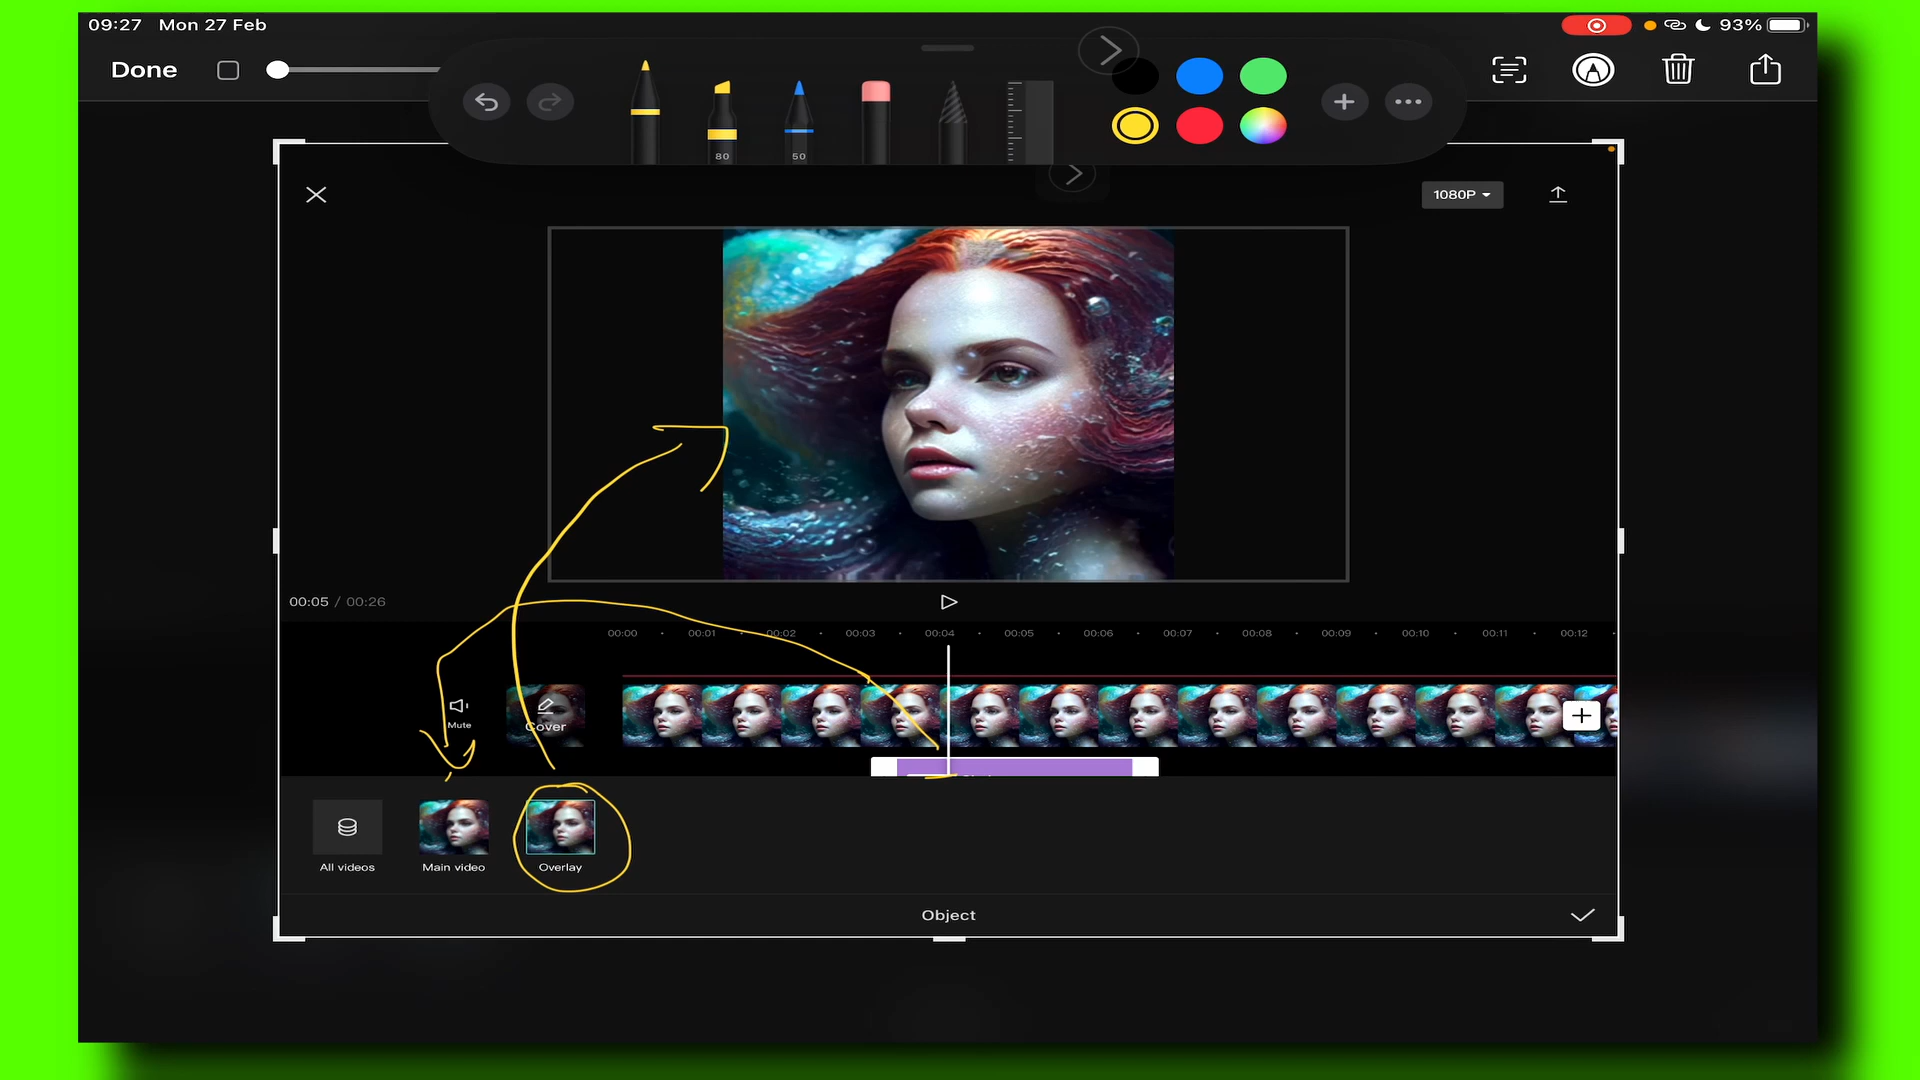 09:27 Mon 27 Feb
93%
Done
80
50
1080P
00:05 / 00:26
00:00 00:01 00:02 00:03 00:04 00:05 00:06 00:07 00:08 00:09 00:10 00:11 00:12
Mute
Cover
All videos
Main video
Overlay
Object